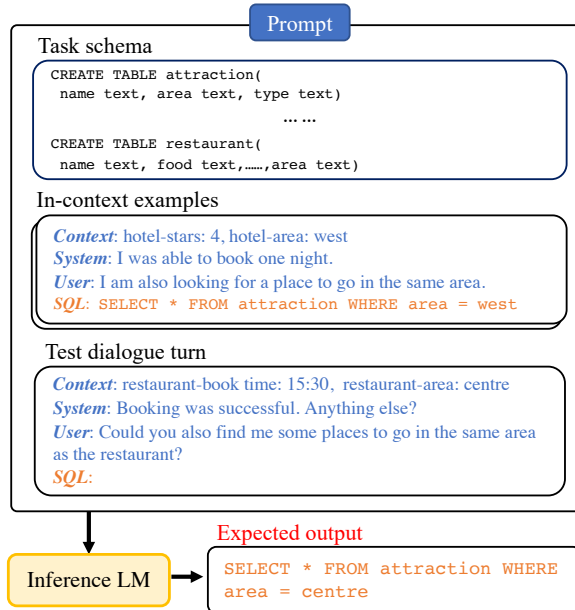 Prompt
Task schema
CREATE TABLE attraction(
name text, area text, type text)
... ...
CREATE TABLE restaurant(
name text, food text,……,area text)
In-context examples
Context: hotel-stars: 4, hotel-area: west
System: I was able to book one night.
User: I am also looking for a place to go in the same area.
SQL: SELECT * FROM attraction WHERE area = west
Test dialogue turn
Context: restaurant-book time: 15:30, restaurant-area: centre
System: Booking was successful. Anything else?
User: Could you also find me some places to go in the same area
as the restaurant?
SQL:
Expected output
Inference LM
SELECT * FROM attraction WHERE
area = centre